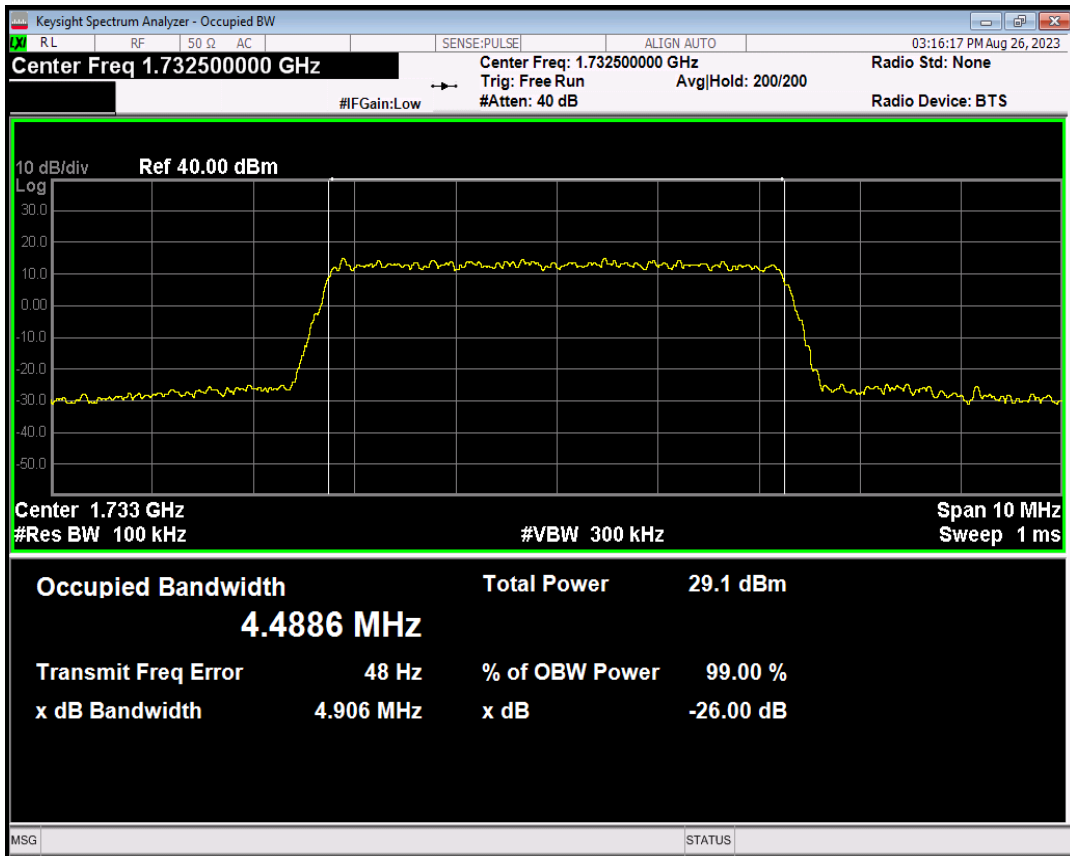 Keysight Spectrum Analyzer - Occupied BW
LXI RL RF 50 Ω AC SENSE:PULSE ALIGN AUTO 03:16:17 PM Aug 26, 2023
Center Freq 1.732500000 GHz Center Freq: 1.732500000 GHz Radio Std: None
Trig: Free Run Avg|Hold: 200/200
#IFGain:Low #Atten: 40 dB Radio Device: BTS
10 dB/div Ref 40.00 dBm
Log
30.0
20.0
10.0
0.00
-10.0
-20.0
-30.0
-40.0
-50.0
Center 1.733 GHz Span 10 MHz
#Res BW 100 kHz #VBW 300 kHz Sweep 1 ms
Occupied Bandwidth Total Power 29.1 dBm
4.4886 MHz
Transmit Freq Error 48 Hz % of OBW Power 99.00 %
x dB Bandwidth 4.906 MHz x dB -26.00 dB
MSG STATUS